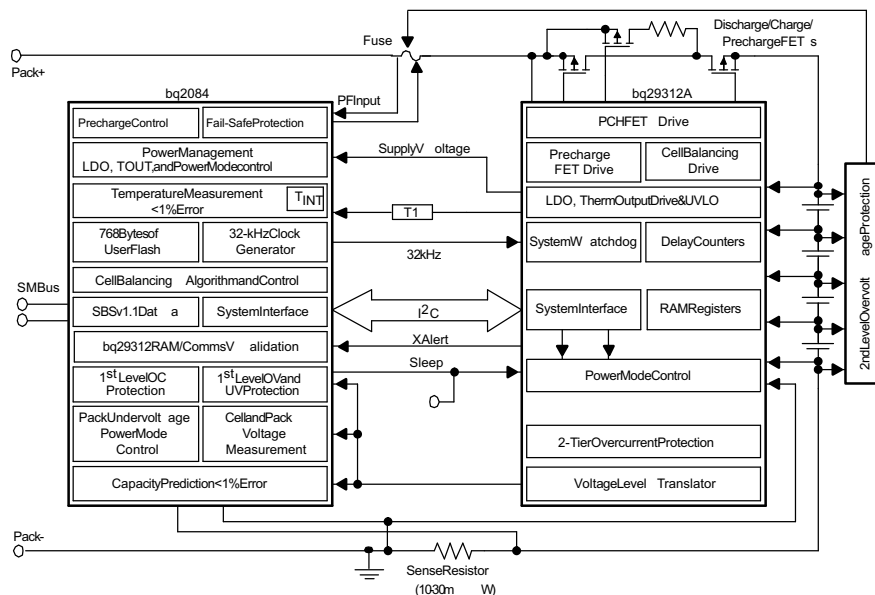 Discharge/Charge/
PrechargeFET s
Fuse
Pack+
bq2084
bq29312A
PFInput
PrechargeControl
Fail-SafeProtection
PCHFET Drive
PowerManagement
LDO, TOUT,andPowerModecontrol
SupplyV oltage
Precharge
FET Drive
CellBalancing
Drive
TemperatureMeasurement
<1%Error
TINT
T1
LDO, ThermOutputDrive&UVLO
768Bytesof
UserFlash
32-kHzClock
Generator
32kHz
SystemW atchdog
DelayCounters
CellBalancing AlgorithmandControl
SMBus
SBSv1.1Dat a
SystemInterface
I2C
SystemInterface
RAMRegisters
bq29312RAM/CommsV alidation
XAlert
1stLevelOC
Protection
1stLevelOVand
UVProtection
Sleep
PowerModeControl
PackUndervolt age
PowerMode
Control
CellandPack
Voltage
Measurement
2-TierOvercurrentProtection
CapacityPrediction<1%Error
VoltageLevel Translator
2ndLevelOvervolt ageProtection
Pack-
SenseResistor
(1030m W)